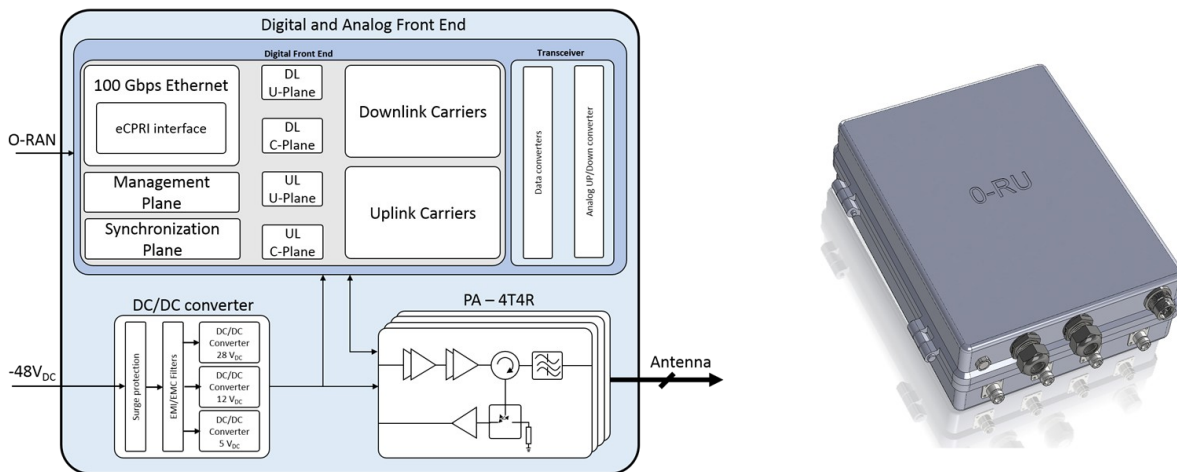 Digital and Analog Front End
Digital Front End
Transceiver
100 Gbps Ethernet
eCPRI interface
DL
U-Plane
DL
C-Plane
UL
U-Plane
UL
C-Plane
Management
Plane
Synchronization
Plane
Downlink Carriers
Uplink Carriers
Data converters
Analog UP/Down converter
O-RAN
DC/DC converter
Surge protection
EMI/EMC Filters
DC/DC
Converter
28 VDC
DC/DC
Converter
12 VDC
DC/DC
Converter
5 VDC
-48VDC
PA – 4T4R
Antenna
O-RU